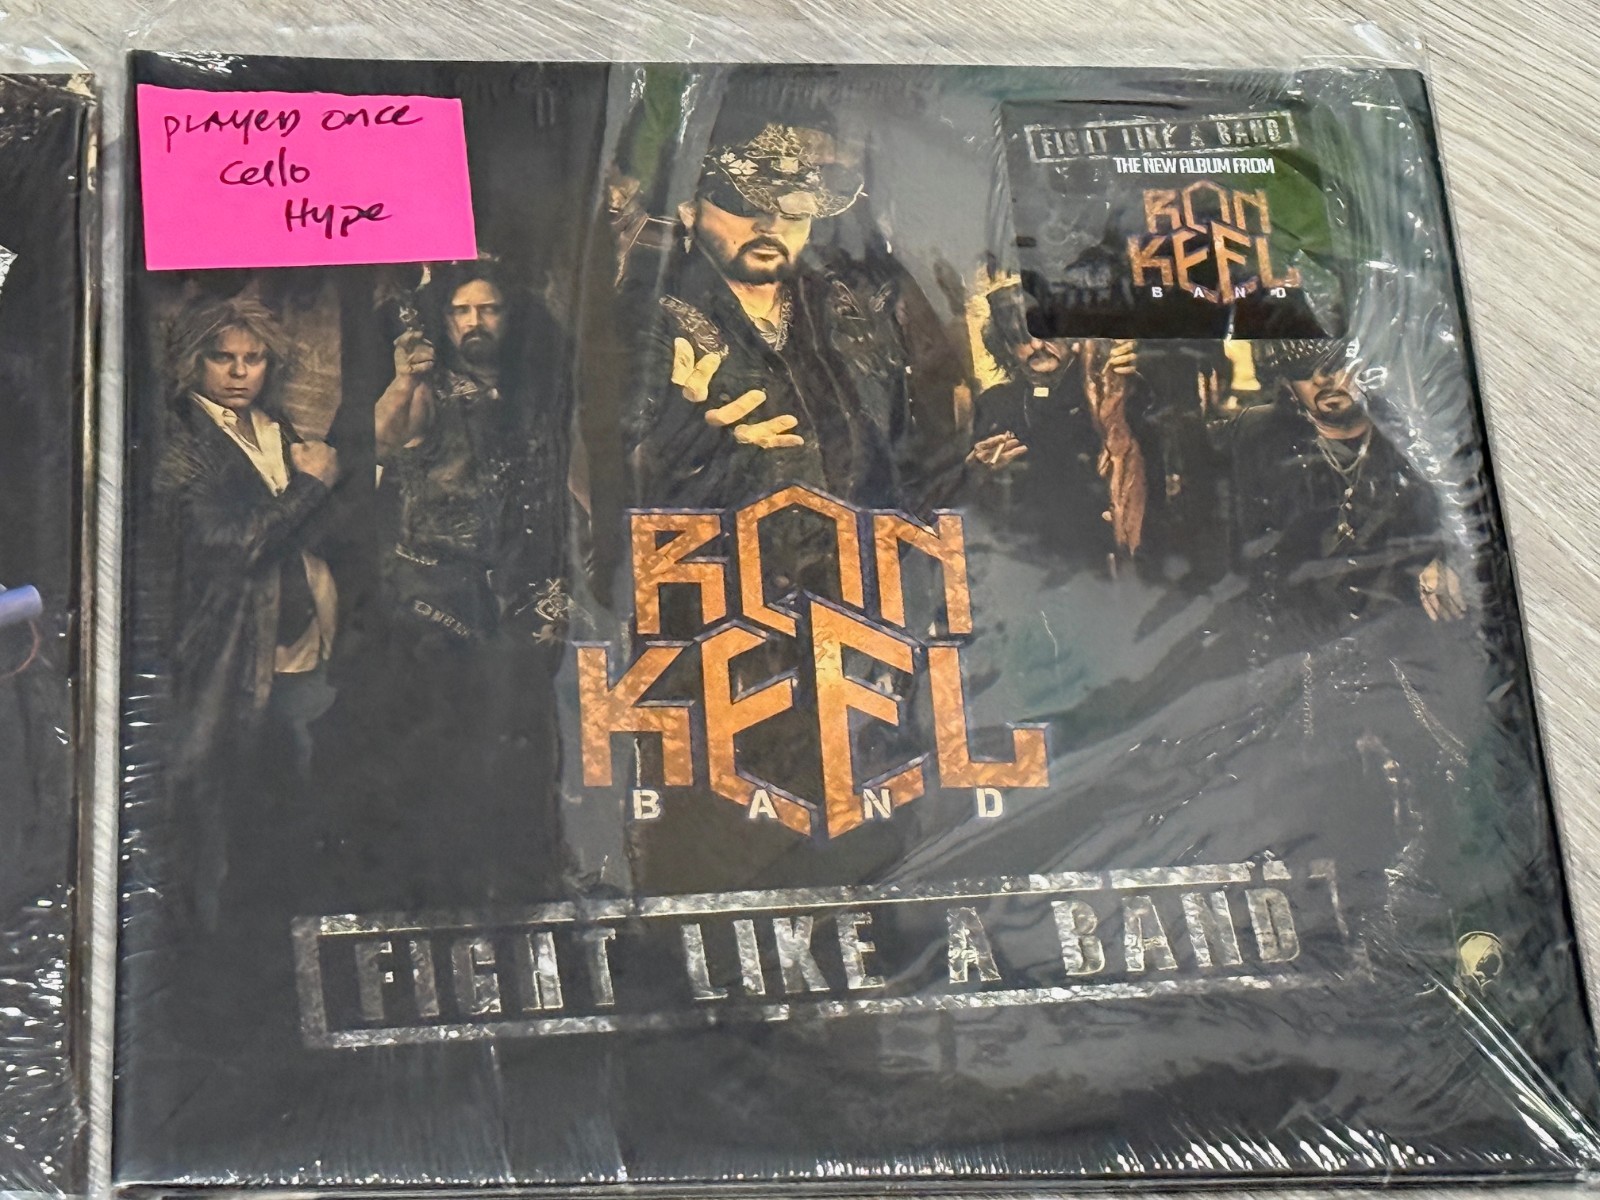 PLAYED once
cello
Hype
FIGHT LIKE A BAND
THE NEW ALBUM FROM
RON
KEEL
BAND
RON
KEEL
BAND
FIGHT LIKE A BAND